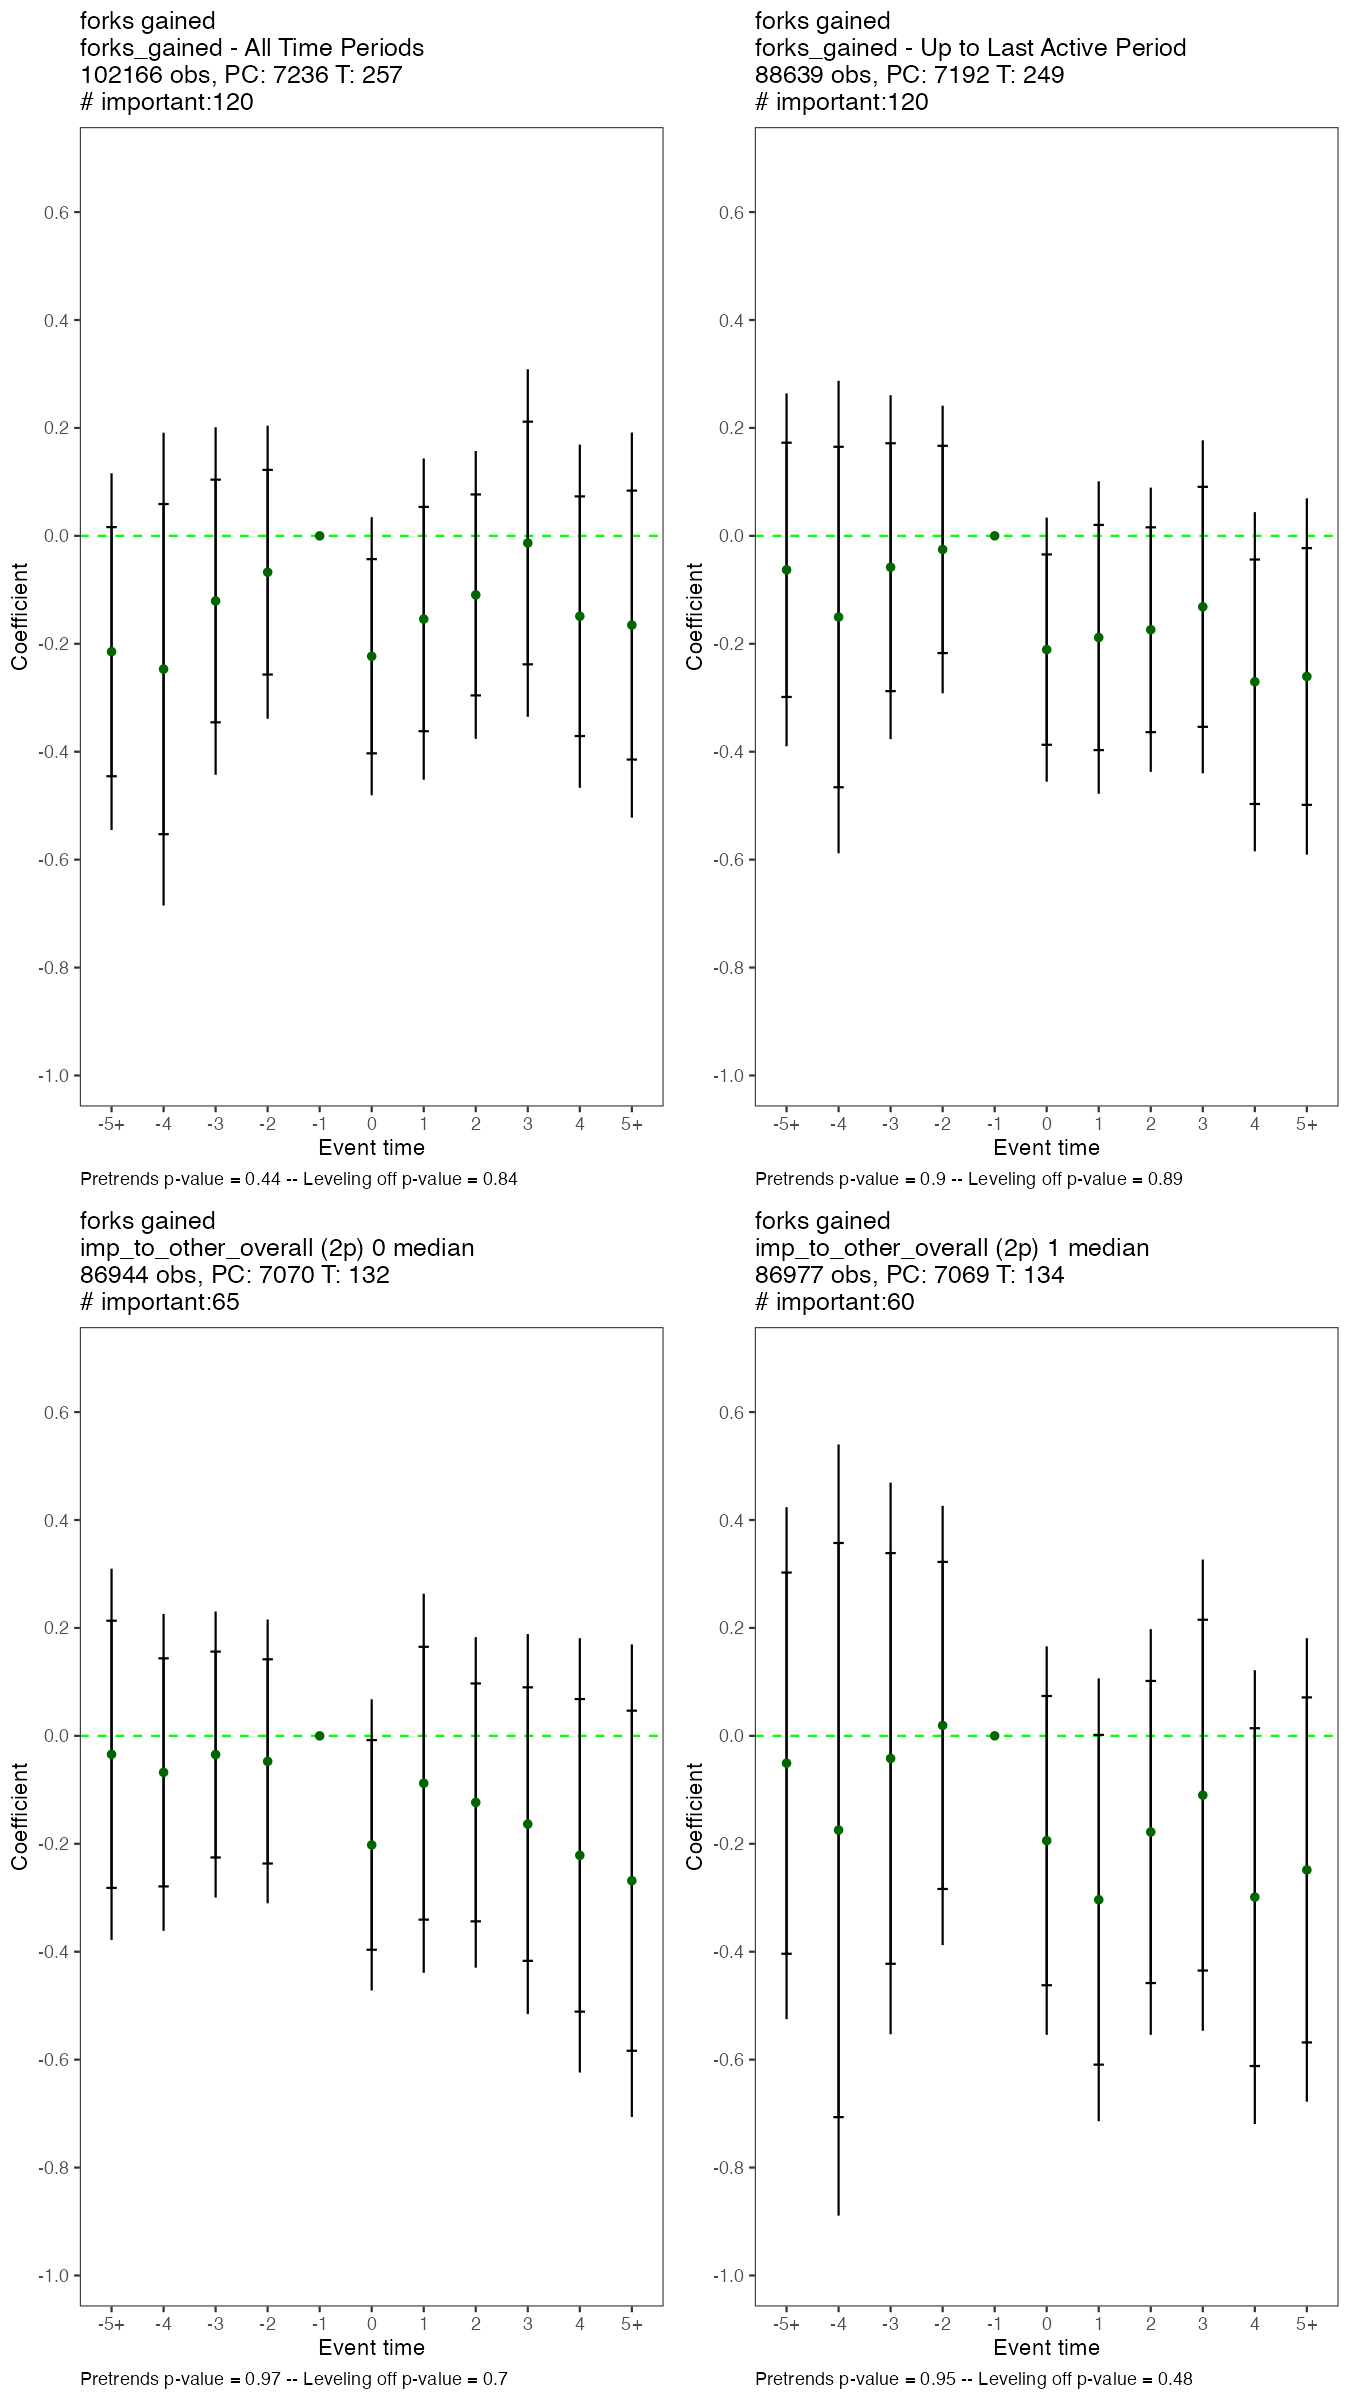 forks gained
forks_gained - All Time Periods
102166 obs, PC: 7236 T: 257
# important:120
0.6
0.4
0.2
0.0
-0.2
-0.4
-0.6
-0.8
-1.0
Coefficient
-5+ -4 -3 -2 -1 0 1 2 3 4 5+
Event time
Pretrends p-value = 0.44 -- Leveling off p-value = 0.84
forks gained
forks_gained - Up to Last Active Period
88639 obs, PC: 7192 T: 249
# important:120
0.6
0.4
0.2
0.0
-0.2
-0.4
-0.6
-0.8
-1.0
Coefficient
-5+ -4 -3 -2 -1 0 1 2 3 4 5+
Event time
Pretrends p-value = 0.9 -- Leveling off p-value = 0.89
forks gained
imp_to_other_overall (2p) 0 median
86944 obs, PC: 7070 T: 132
# important:65
0.6
0.4
0.2
0.0
-0.2
-0.4
-0.6
-0.8
-1.0
Coefficient
-5+ -4 -3 -2 -1 0 1 2 3 4 5+
Event time
Pretrends p-value = 0.97 -- Leveling off p-value = 0.7
forks gained
imp_to_other_overall (2p) 1 median
86977 obs, PC: 7069 T: 134
# important:60
0.6
0.4
0.2
0.0
-0.2
-0.4
-0.6
-0.8
-1.0
Coefficient
-5+ -4 -3 -2 -1 0 1 2 3 4 5+
Event time
Pretrends p-value = 0.95 -- Leveling off p-value = 0.48